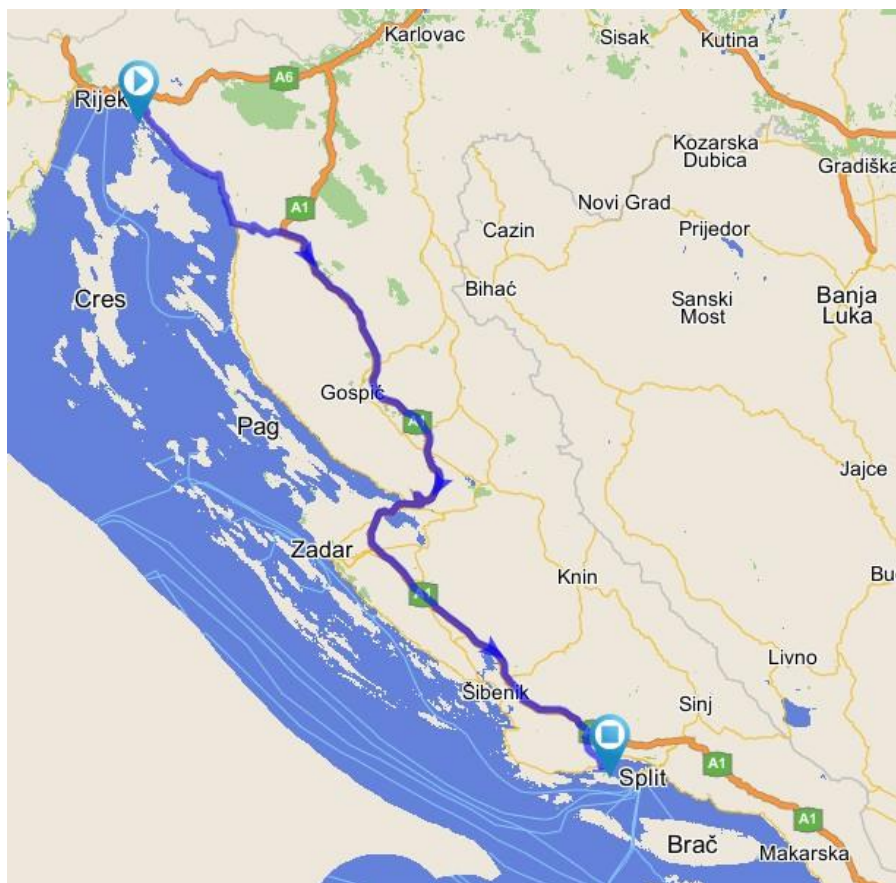 Karlovac
Sisak
Kutina
A6
Rijek
Kozarska
Dubica
Gradiška
Novi Grad
A1
Cazin
Prijedor
Bihać
Cres
Sanski
Most
Banja
Luka
Gospić
Pag
A1
Jajce
Zadar
Knin
Bu
A1
Livno
Šibenik
Sinj
A1
Split
A1
Brač
Makarska